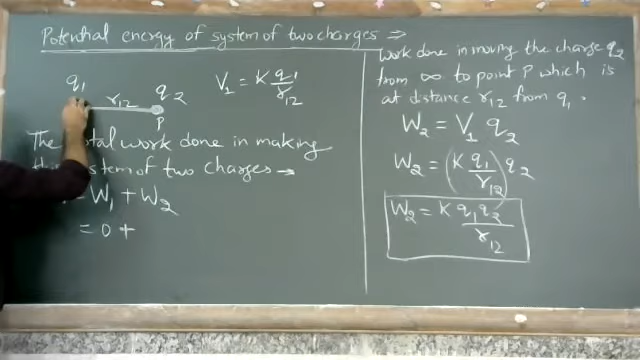 Potential energy of system of two charges ⇒
q₁ r₁₂ q₂
P
V₁ = K q₁/r₁₂
The total work done in making
the system of two charges →
= W₁ + W₂
= 0 +
Work done in moving the charge q₂
from ∞ to point P which is
at distance r₁₂ from q₁.
W₂ = V₁ q₂
W₂ = (K q₁/r₁₂) q₂
W₂ = K q₁q₂/r₁₂